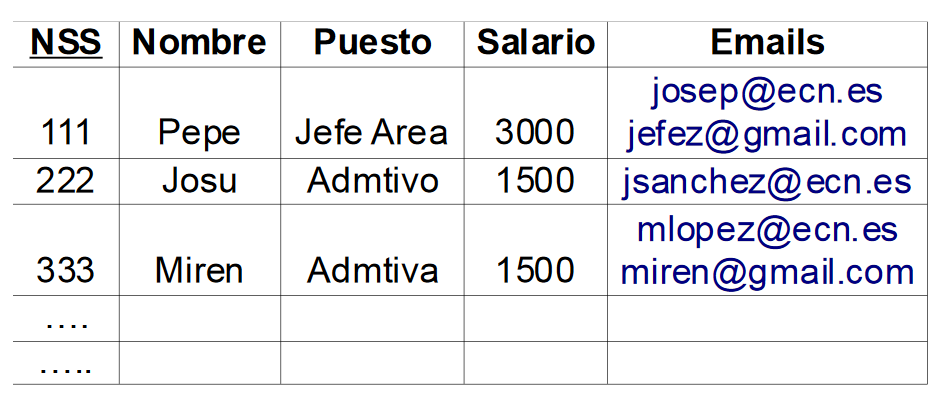 NSS Nombre Puesto Salario Emails
josep@ecn.es
111 Pepe Jefe Area 3000 jefez@gmail.com
222 Josu Admtivo 1500 jsanchez@ecn.es
mlopez@ecn.es
333 Miren Admtiva 1500 miren@gmail.com
....
.....